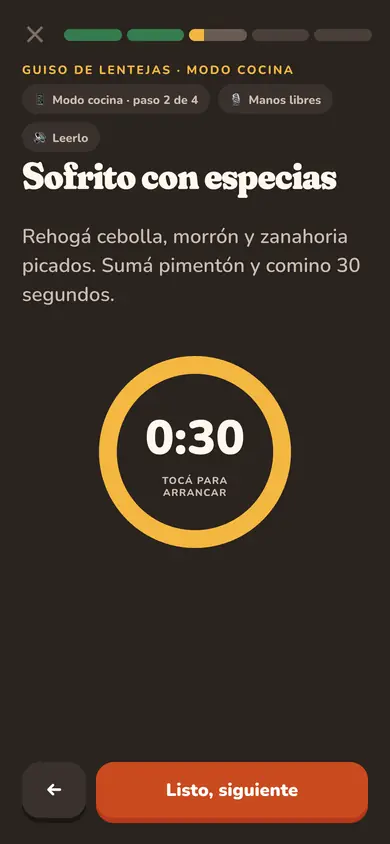 GUISO DE LENTEJAS · MODO COCINA
Modo cocina · paso 2 de 4
Manos libres
Leerlo
Sofrito con especias
Rehogá cebolla, morrón y zanahoria
picados. Sumá pimentón y comino 30
segundos.
0:30
TOCÁ PARA
ARRANCAR
Listo, siguiente